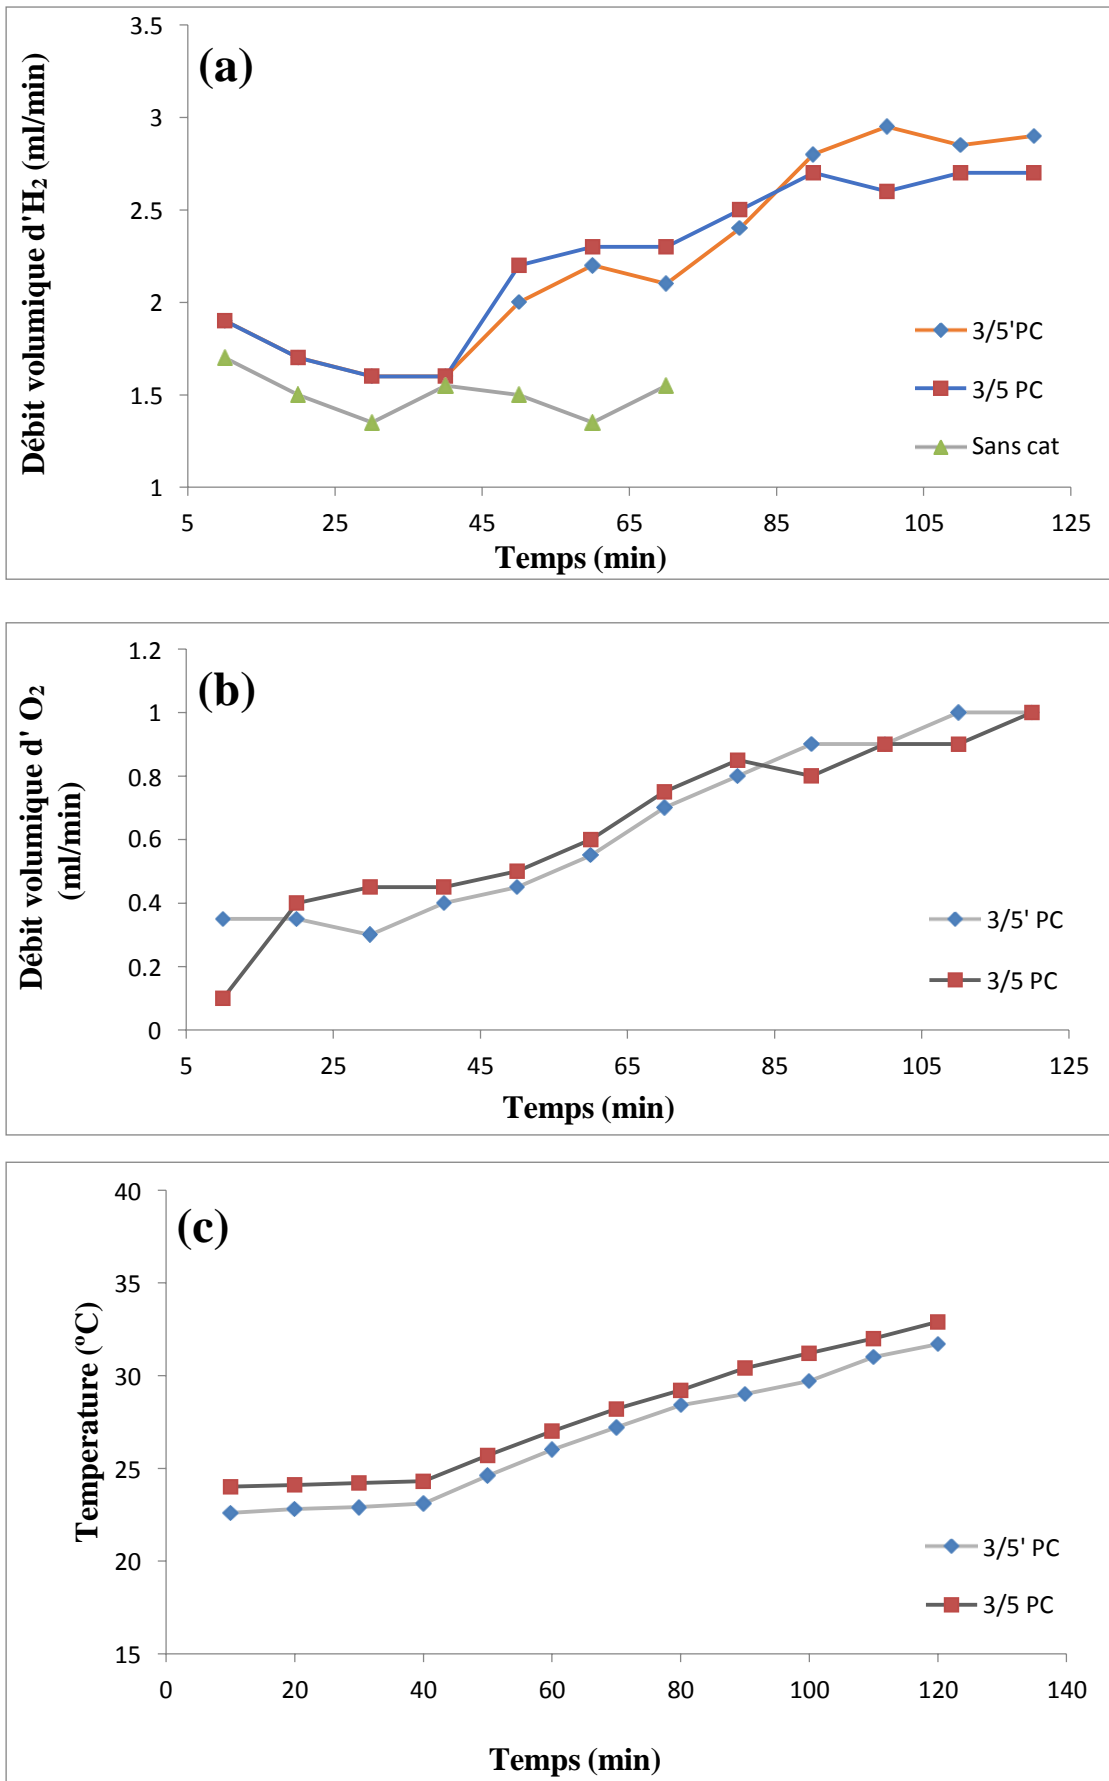 (a)
Débit volumique d'H₂ (ml/min)
3.5
3
2.5
2
1.5
1
5 25 45 65 85 105 125
Temps (min)
3/5'PC
3/5 PC
Sans cat
(b)
Débit volumique d' O₂
(ml/min)
1.2
1
0.8
0.6
0.4
0.2
0
5 25 45 65 85 105 125
Temps (min)
3/5' PC
3/5 PC
(c)
Temperature (ºC)
40
35
30
25
20
15
0 20 40 60 80 100 120 140
Temps (min)
3/5' PC
3/5 PC